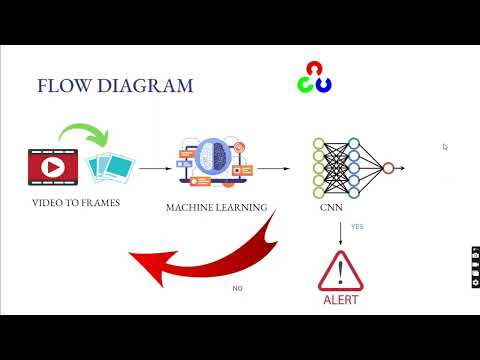 FLOW DIAGRAM
VIDEO TO FRAMES
MACHINE LEARNING
CNN
YES
NO
ALERT